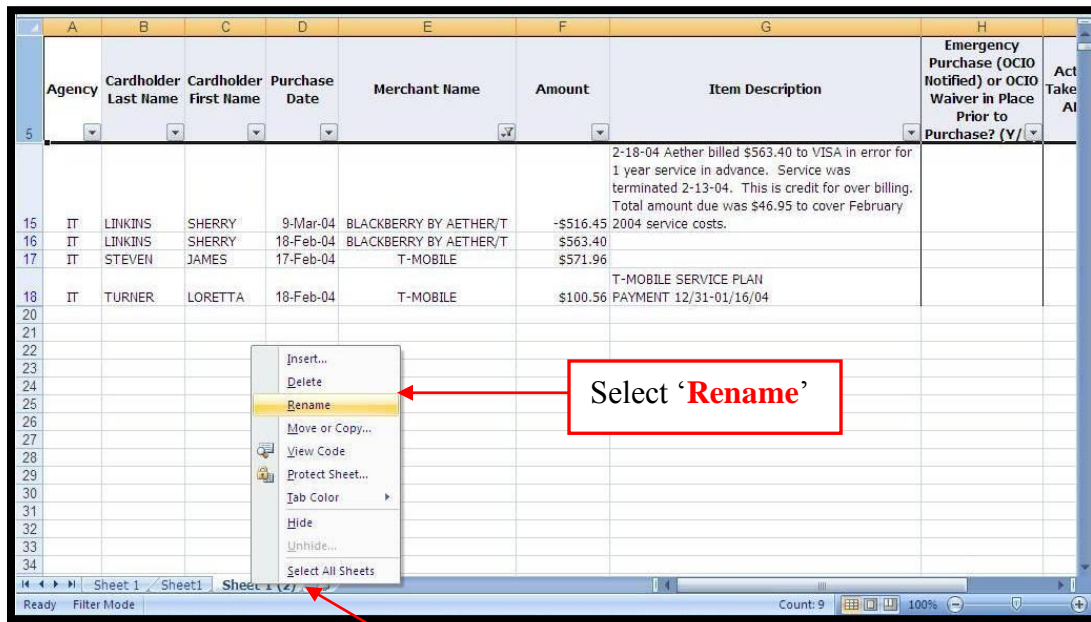 A B C D E F G H
5 Agency Cardholder Last Name Cardholder First Name Purchase Date Merchant Name Amount Item Description Emergency Purchase (OCIO Notified) or OCIO Waiver in Place Prior to Purchase? (Y/ Act Take
2-18-04 Aether billed $563.40 to VISA in error for
1 year service in advance. Service was
terminated 2-13-04. This is credit for over billing.
Total amount due was $46.95 to cover February
15 IT LINKINS SHERRY 9-Mar-04 BLACKBERRY BY AETHER/T -$516.45 2004 service costs.
16 IT LINKINS SHERRY 18-Feb-04 BLACKBERRY BY AETHER/T $563.40
17 IT STEVEN JAMES 17-Feb-04 T-MOBILE $571.96
T-MOBILE SERVICE PLAN
18 IT TURNER LORETTA 18-Feb-04 T-MOBILE $100.56 PAYMENT 12/31-01/16/04
20
21
22
23
24
25
26
27
28
29
30
31
32
33
34
Insert...
Delete
Rename
Move or Copy...
View Code
Protect Sheet...
Tab Color
Hide
Unhide...
Select All Sheets
Select ‘Rename’
Sheet 1 Sheet1 Sheet 1 (2)
Ready Filter Mode Count: 9 100%